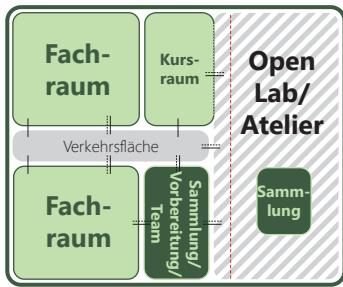 Fach-
raum
Kurs-
raum
Open
Lab/
Atelier
Verkehrsfläche
Fach-
raum
Sammlung/
Vorbereitung/
Team
Samm-
lung